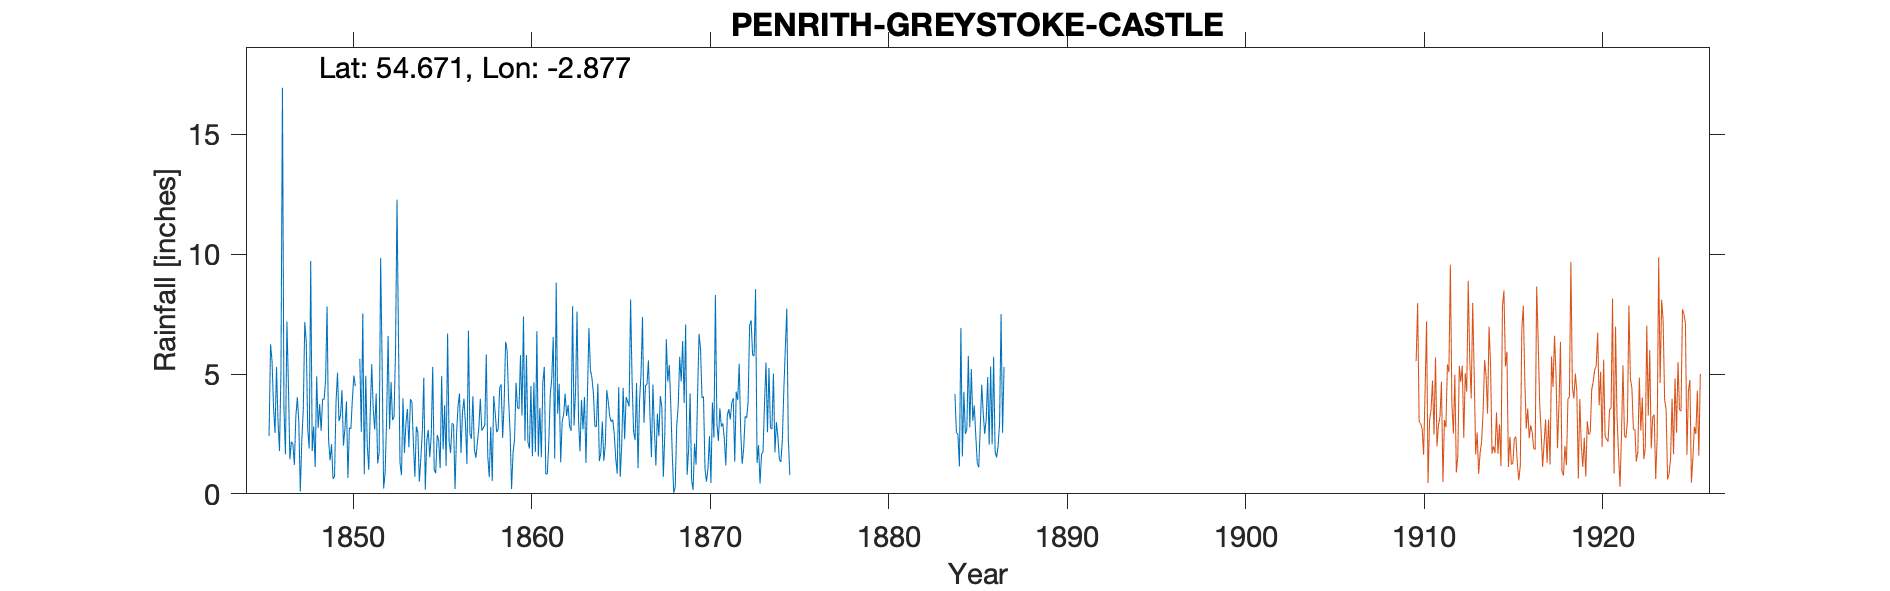 PENRITH-GREYSTOKE-CASTLE
Lat: 54.671, Lon: -2.877
15
10
5
0
Rainfall [inches]
1850 1860 1870 1880 1890 1900 1910 1920
Year